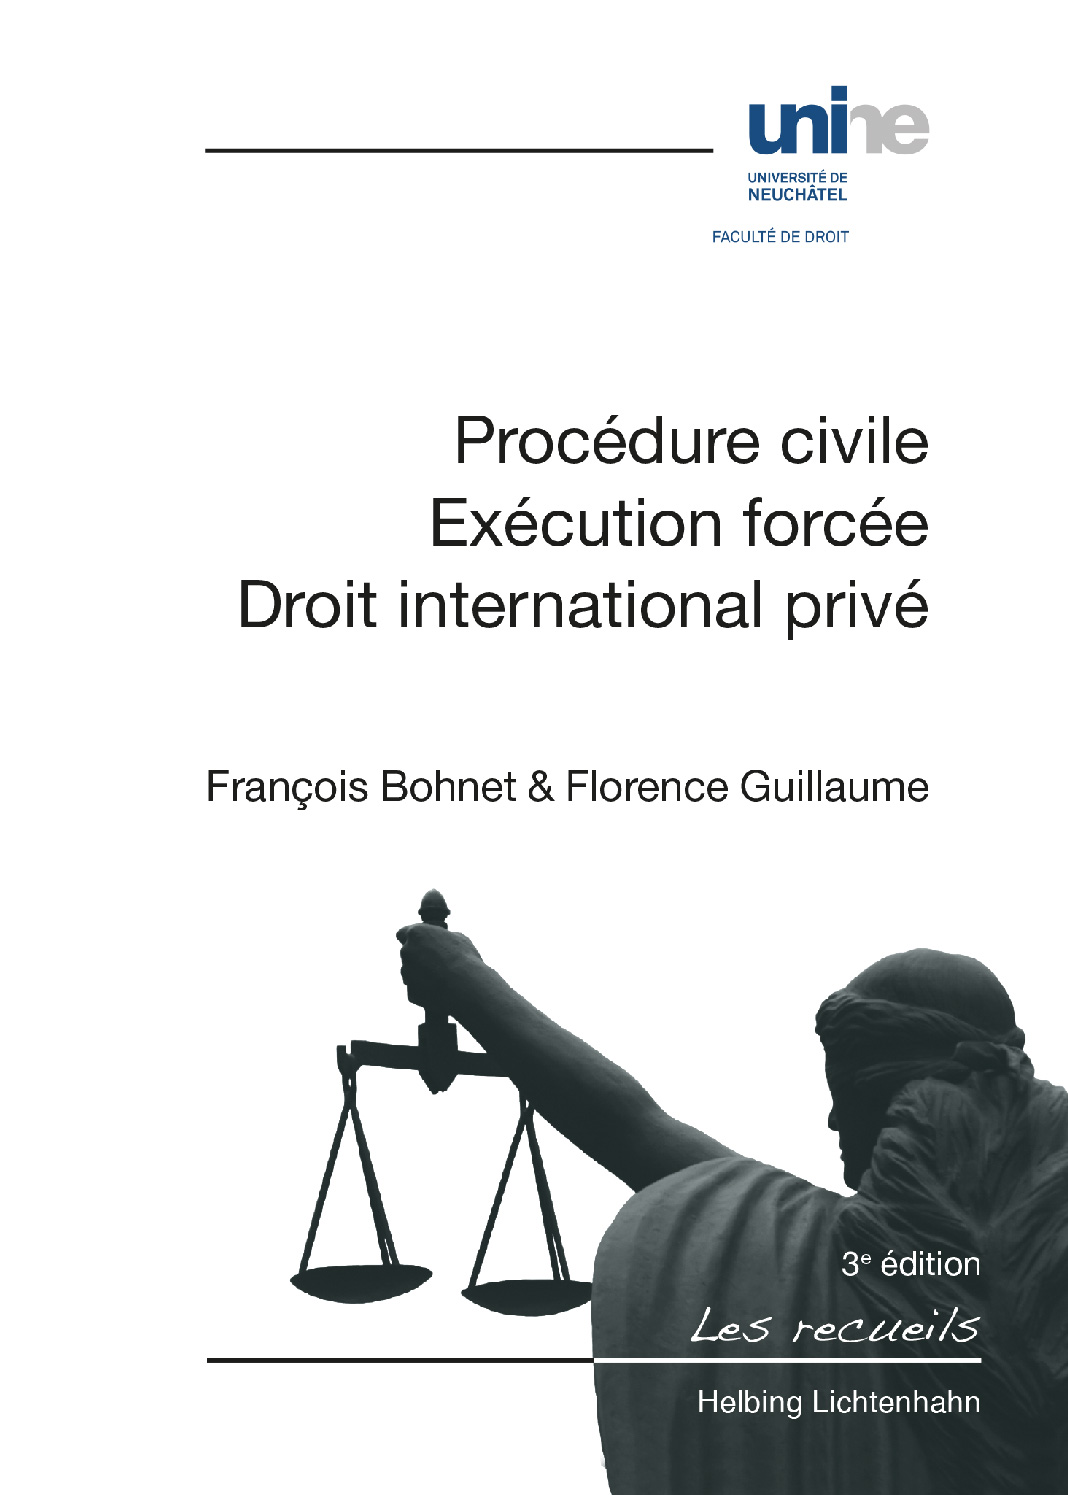 unine
UNIVERSITÉ DE
NEUCHÂTEL
FACULTÉ DE DROIT
Procédure civile
Exécution forcée
Droit international privé
François Bohnet & Florence Guillaume
3e édition
Les recueils
Helbing Lichtenhahn